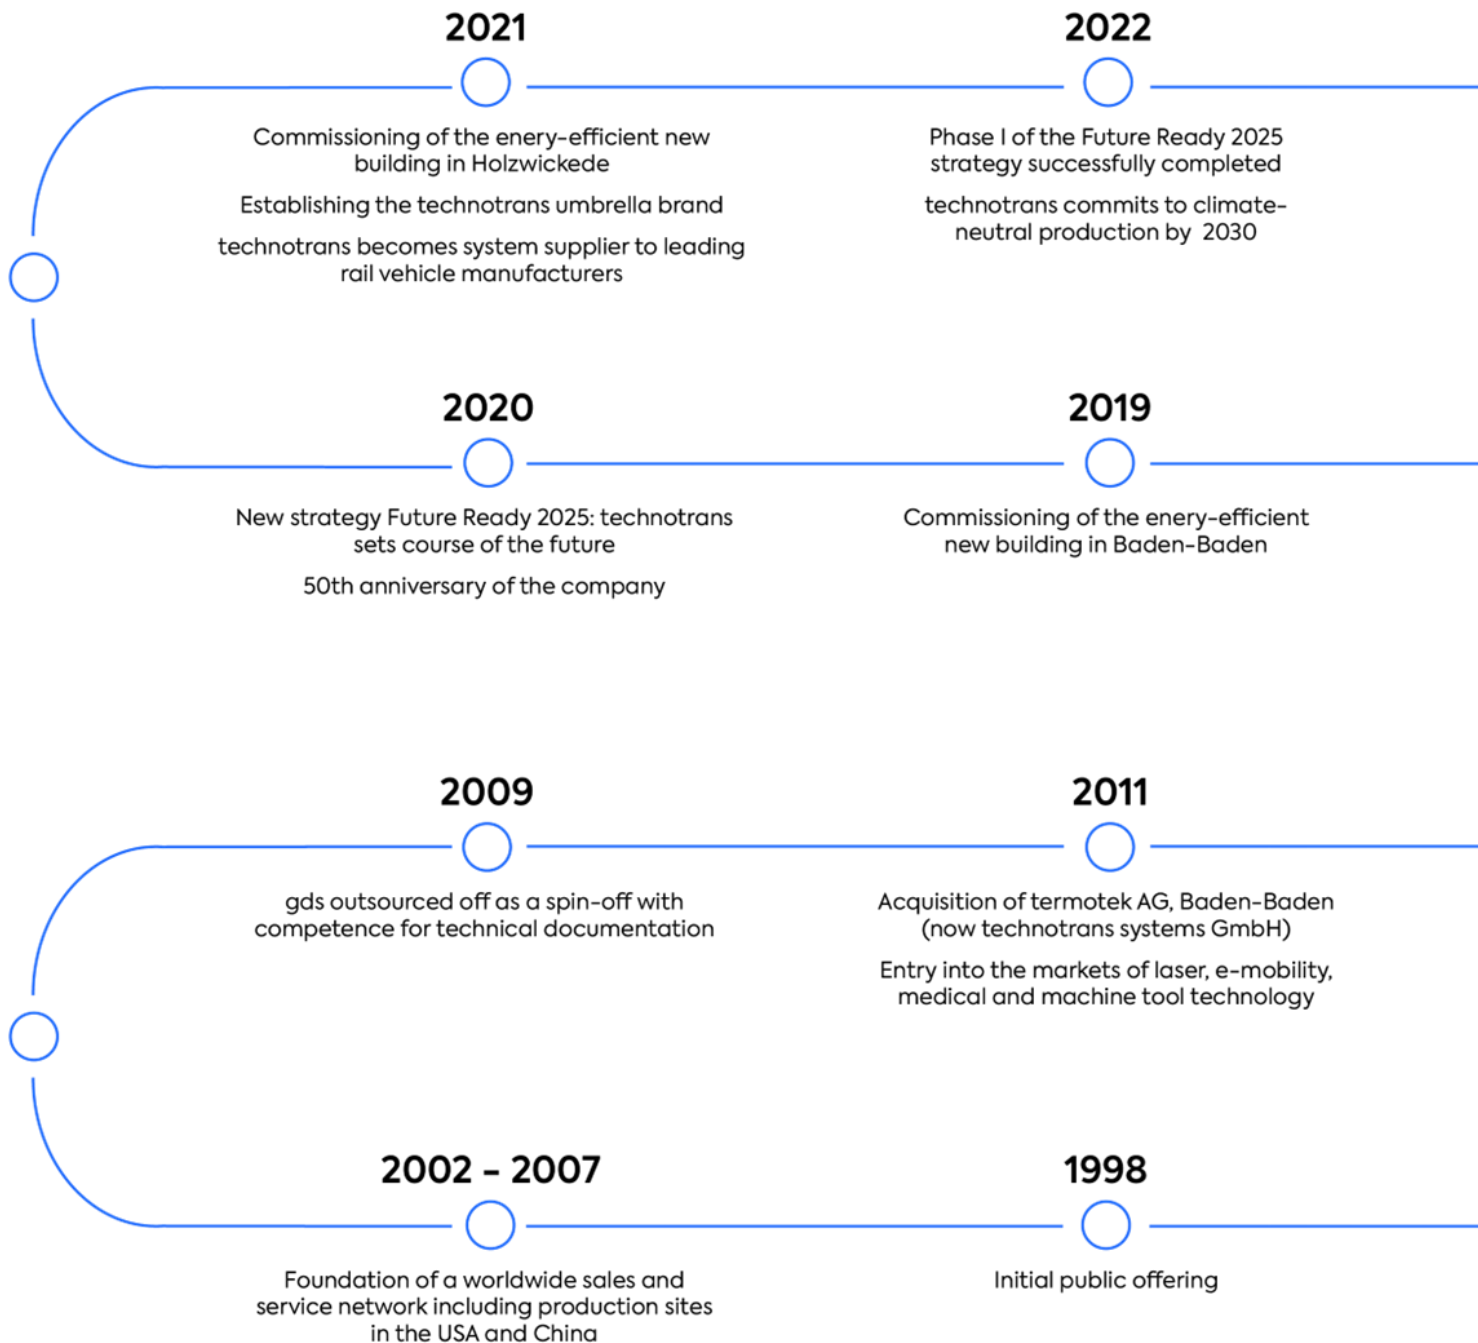 2021
Commissioning of the enery-efficient new
building in Holzwickede
Establishing the technotrans umbrella brand
technotrans becomes system supplier to leading
rail vehicle manufacturers
2022
Phase I of the Future Ready 2025
strategy successfully completed
technotrans commits to climate-
neutral production by 2030
2020
New strategy Future Ready 2025: technotrans
sets course of the future
50th anniversary of the company
2019
Commissioning of the enery-efficient
new building in Baden-Baden
2009
gds outsourced off as a spin-off with
competence for technical documentation
2011
Acquisition of termotek AG, Baden-Baden
(now technotrans systems GmbH)
Entry into the markets of laser, e-mobility,
medical and machine tool technology
2002 - 2007
Foundation of a worldwide sales and
service network including production sites
in the USA and China
1998
Initial public offering